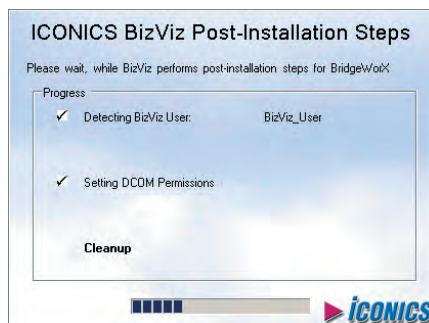 ICONICS BizViz Post-Installation Steps
Please wait, while BizViz performs post-installation steps for BridgeWorX
Progress
Detecting BizViz User: BizViz_User
Setting DCOM Permissions
Cleanup
ICONICS